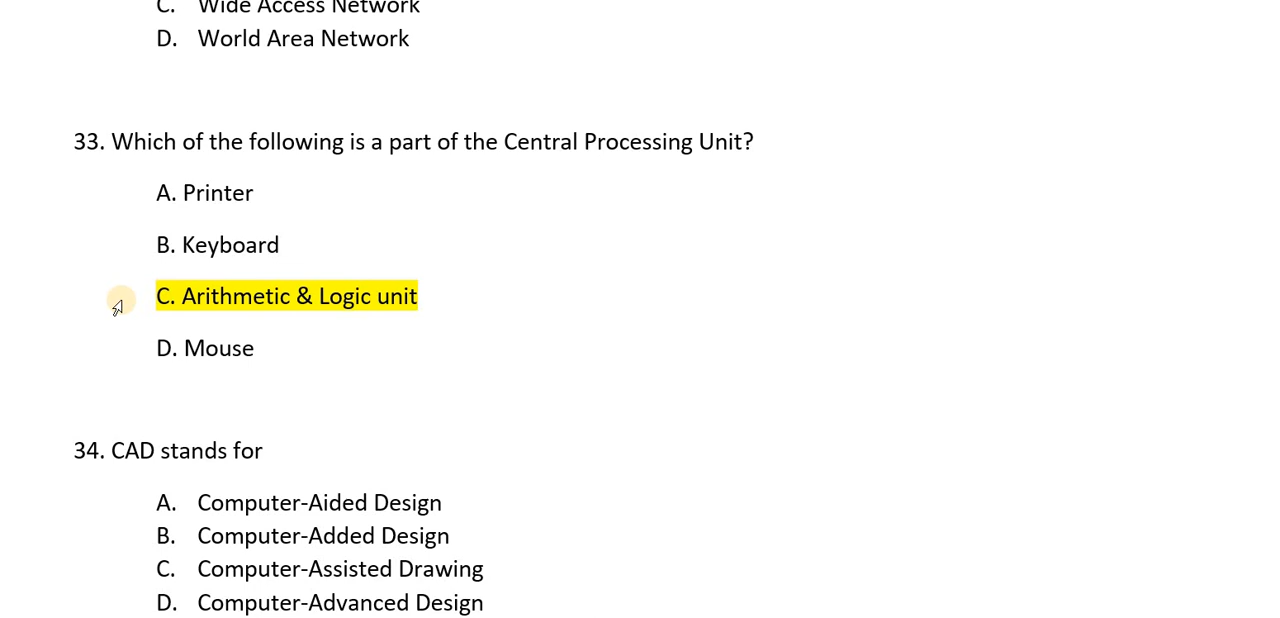 C. Wide Access Network
D. World Area Network
33. Which of the following is a part of the Central Processing Unit?
A. Printer
B. Keyboard
C. Arithmetic & Logic unit
D. Mouse
34. CAD stands for
A. Computer-Aided Design
B. Computer-Added Design
C. Computer-Assisted Drawing
D. Computer-Advanced Design